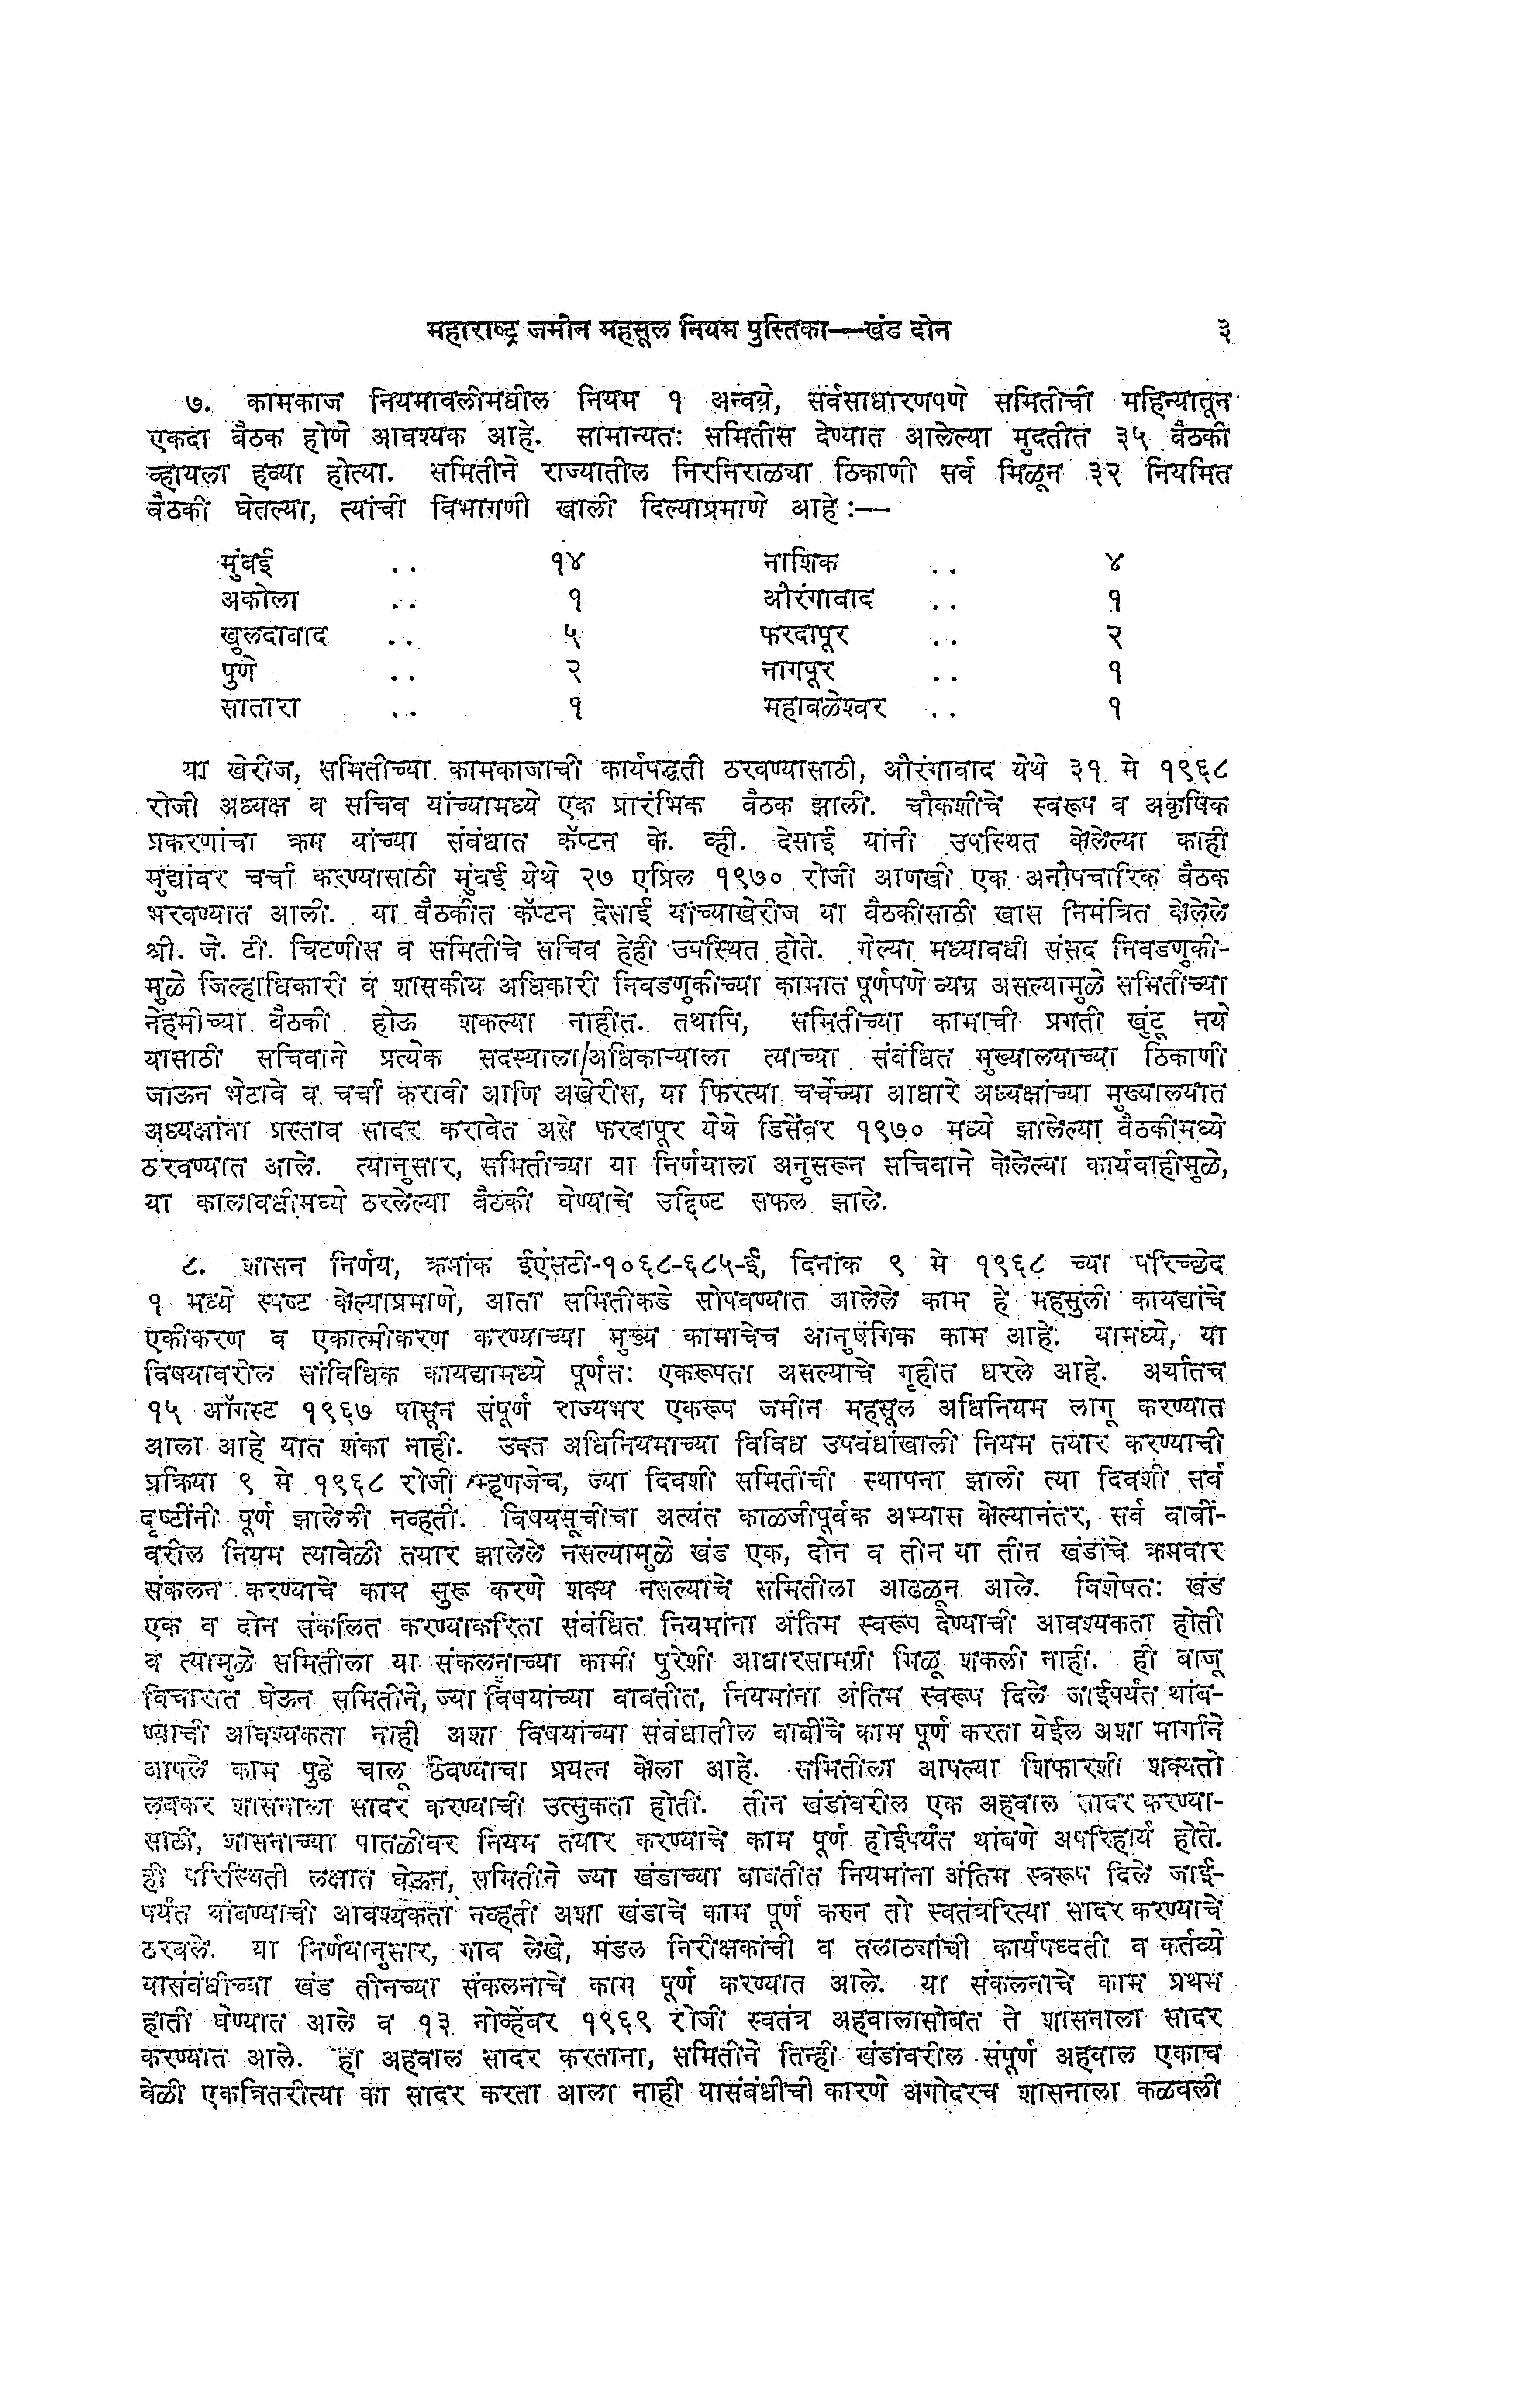 महाराष्ट्र जमीन महसूल नियम पुस्तिका—खंड दोन ३
७. कामकाज नियमावलीमधील नियम १ अन्वये, सर्वसाधारणपणे समितीची महिन्यातून
एकदा बैठक होणे आवश्यक आहे. सामान्यतः समितीस देण्यात आलेल्या मुदतीत ३५ बैठकी
व्हायला हव्या होत्या. समितीने राज्यातील निरनिराळ्या ठिकाणी सर्व मिळून ३२ नियमित
बैठकी घेतल्या, त्यांची विभागणी खाली दिल्याप्रमाणे आहे :--
मुंबई .. १४ नाशिक .. ४
अकोला .. १ औरंगाबाद .. १
खुलदाबाद .. ५ फरदापूर .. २
पुणे .. २ नागपूर .. १
सातारा .. १ महाबळेश्वर .. १
या खेरीज, समितीच्या कामकाजाची कार्यपद्धती ठरवण्यासाठी, औरंगाबाद येथे ३१ मे १९६८
रोजी अध्यक्ष व सचिव यांच्यामध्ये एक प्रारंभिक बैठक झाली. चौकशीचे स्वरूप व अकृषिक
प्रकरणांचा क्रम यांच्या संबंधात कॅप्टन के. व्ही. देसाई यांनी उपस्थित केलेल्या काही
मुद्यांवर चर्चा करण्यासाठी मुंबई येथे २७ एप्रिल १९७० रोजी आणखी एक अनौपचारिक बैठक
भरवण्यात आली. या बैठकीत कॅप्टन देसाई यांच्याखेरीज या बैठकीसाठी खास निमंत्रित केलेले
श्री. जे. टी. चिटणीस व समितीचे सचिव हेही उपस्थित होते. गेल्या मध्यावधी संसद निवडणुकी-
मुळे जिल्हाधिकारी व शासकीय अधिकारी निवडणुकीच्या कामात पूर्णपणे व्यग्र असल्यामुळे समितीच्या
नेहमीच्या बैठकी होऊ शकल्या नाहीत. तथापि, समितीच्या कामाची प्रगती खुंटू नये
यासाठी सचिवाने प्रत्येक सदस्याला/अधिकाऱ्याला त्याच्या संबंधित मुख्यालयाच्या ठिकाणी
जाऊन भेटावे व चर्चा करावी आणि अखेरीस, या फिरत्या चर्चेच्या आधारे अध्यक्षांच्या मुख्यालयात
अध्यक्षांना प्रस्ताव सादर करावेत असे फरदापूर येथे डिसेंबर १९७० मध्ये झालेल्या बैठकीमध्ये
ठरवण्यात आले. त्यानुसार, समितीच्या या निर्णयाला अनुसरून सचिवाने केलेल्या कार्यवाहीमुळे,
या कालावधीमध्ये ठरलेल्या बैठकी घेण्याचे उद्दिष्ट सफल झाले.
८. शासन निर्णय, क्रमांक ईएसटी-१०६८-६८५-ई, दिनांक ९ मे १९६८ च्या परिच्छेद
१ मध्ये स्पष्ट केल्याप्रमाणे, आता समितीकडे सोपवण्यात आलेले काम हे महसुली कायद्यांचे
एकीकरण व एकात्मीकरण करण्याच्या मुख्य कामाचेच आनुषंगिक काम आहे. यामध्ये, या
विषयावरील सांविधिक कायद्यामध्ये पूर्णतः एकरूपता असल्याचे गृहीत धरले आहे. अर्थातच
१५ ऑगस्ट १९६७ पासून संपूर्ण राज्यभर एकरूप जमीन महसूल अधिनियम लागू करण्यात
आला आहे यात शंका नाही. उक्त अधिनियमाच्या विविध उपबंधांखाली नियम तयार करण्याची
प्रक्रिया ९ मे १९६८ रोजी म्हणजेच, ज्या दिवशी समितीची स्थापना झाली त्या दिवशी सर्व
दृष्टींनी पूर्ण झालेली नव्हती. विषयसूचीचा अत्यंत काळजीपूर्वक अभ्यास केल्यानंतर, सर्व बाबीं-
वरील नियम त्यावेळी तयार झालेले नसल्यामुळे खंड एक, दोन व तीन या तीन खंडांचे क्रमवार
संकलन करण्याचे काम सुरू करणे शक्य नसल्याचे समितीला आढळून आले. विशेषतः खंड
एक व दोन संकलित करण्याकरिता संबंधित नियमांना अंतिम स्वरूप देण्याची आवश्यकता होती
व त्यामुळे समितीला या संकलनाच्या कामी पुरेशी आधारसामग्री मिळू शकली नाही. ही बाजू
विचारात घेऊन समितीने, ज्या विषयांच्या बाबतीत, नियमांना अंतिम स्वरूप दिले जाईपर्यंत थांब-
ण्याची आवश्यकता नाही अशा विषयांच्या संबंधातील बाबींचे काम पूर्ण करता येईल अशा मार्गाने
आपले काम पुढे चालू ठेवण्याचा प्रयत्न केला आहे. समितीला आपल्या शिफारशी शक्यतो
लवकर शासनाला सादर करण्याची उत्सुकता होती. तीन खंडांवरील एक अहवाल सादर करण्या-
साठी, शासनाच्या पातळीवर नियम तयार करण्याचे काम पूर्ण होईपर्यंत थांबणे अपरिहार्य होते.
ही परिस्थिती लक्षात घेऊन, समितीने ज्या खंडाच्या बाबतीत नियमांना अंतिम स्वरूप दिले जाई-
पर्यंत थांबण्याची आवश्यकता नव्हती अशा खंडाचे काम पूर्ण करुन तो स्वतंत्ररित्या सादर करण्याचे
ठरवले. या निर्णयानुसार, गाव लेखे, मंडल निरीक्षकांची व तलाठ्यांची कार्यपध्दती व कर्तव्ये
यासंबंधीच्या खंड तीनच्या संकलनाचे काम पूर्ण करण्यात आले. या संकलनाचे काम प्रथम
हाती घेण्यात आले व १३ नोव्हेंबर १९६९ रोजी स्वतंत्र अहवालासोबत ते शासनाला सादर
करण्यात आले. हा अहवाल सादर करताना, समितीने तिन्ही खंडांवरील संपूर्ण अहवाल एकाच
वेळी एकत्रितरीत्या का सादर करता आला नाही यासंबंधीची कारणे अगोदरच शासनाला कळवली